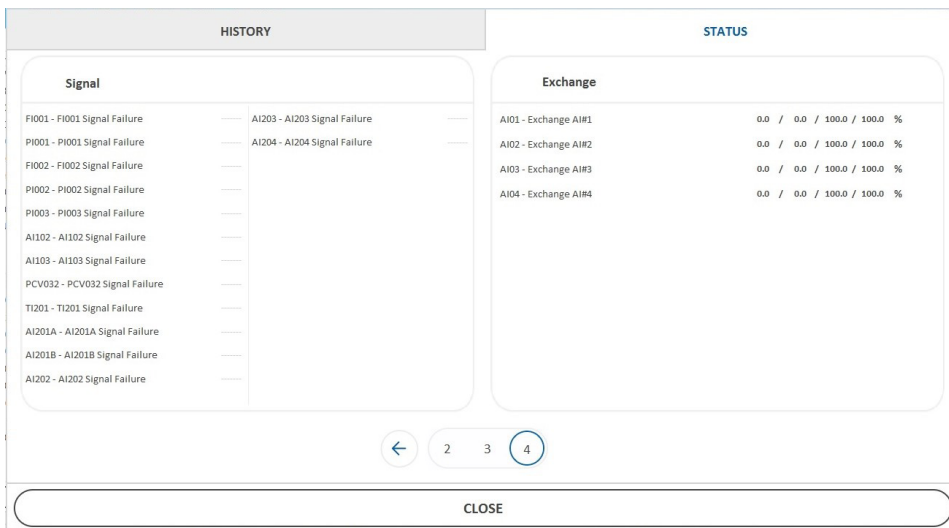 HISTORY
STATUS
Signal
FI001 - FI001 Signal Failure
PI001 - PI001 Signal Failure
FI002 - FI002 Signal Failure
PI002 - PI002 Signal Failure
PI003 - PI003 Signal Failure
AI102 - AI102 Signal Failure
AI103 - AI103 Signal Failure
PCV032 - PCV032 Signal Failure
TI201 - TI201 Signal Failure
AI201A - AI201A Signal Failure
AI201B - AI201B Signal Failure
AI202 - AI202 Signal Failure
AI203 - AI203 Signal Failure
AI204 - AI204 Signal Failure
Exchange
AI01 - Exchange AI#1 0.0 / 0.0 / 100.0 / 100.0 %
AI02 - Exchange AI#2 0.0 / 0.0 / 100.0 / 100.0 %
AI03 - Exchange AI#3 0.0 / 0.0 / 100.0 / 100.0 %
AI04 - Exchange AI#4 0.0 / 0.0 / 100.0 / 100.0 %
2 3 4
CLOSE